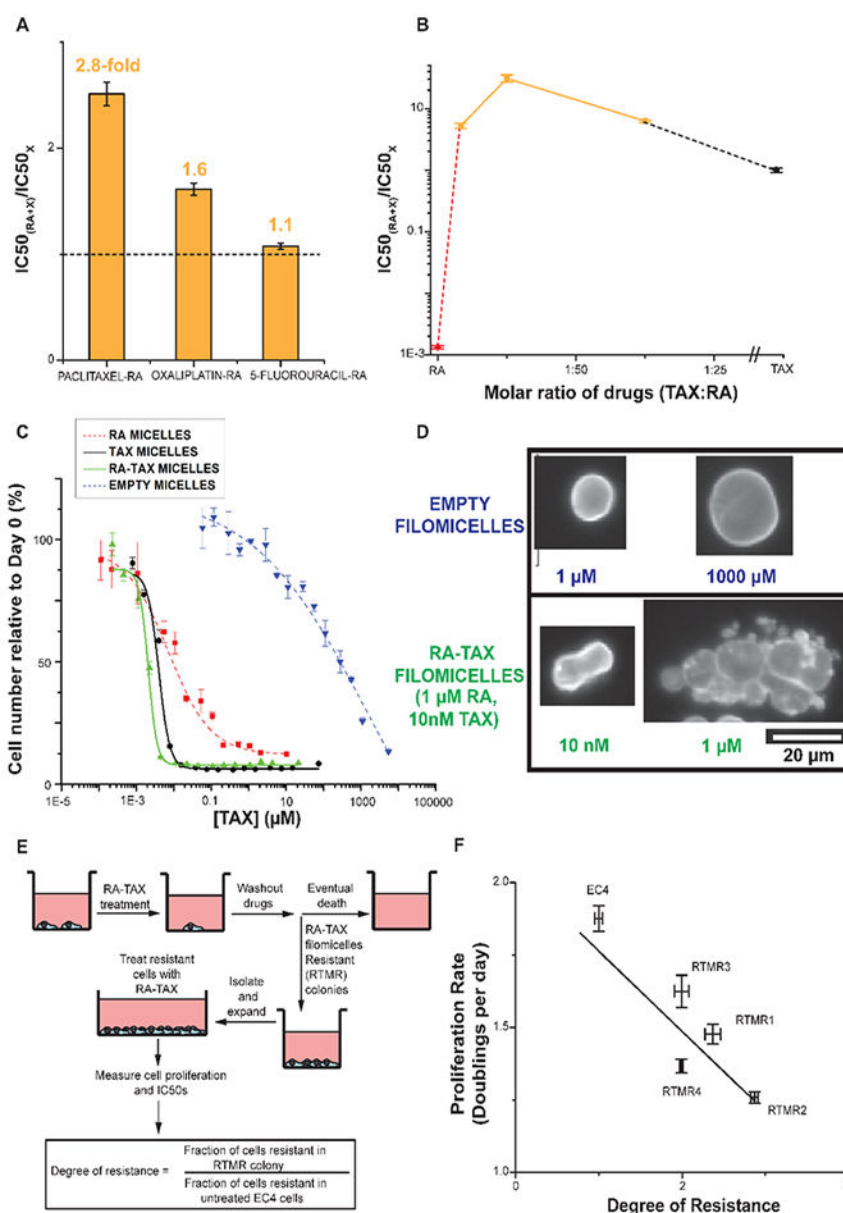 A
2.8-fold
1.6
1.1
IC50(RA+X)/IC50X
2
1
0
PACLITAXEL-RA
OXALIPLATIN-RA
5-FLUOROURACIL-RA
B
IC50(RA+X)/IC50X
10
0.1
1E-3
RA
1:50
1:25
TAX
Molar ratio of drugs (TAX:RA)
C
RA MICELLES
TAX MICELLES
RA-TAX MICELLES
EMPTY MICELLES
Cell number relative to Day 0 (%)
100
50
0
1E-5
1E-3
0.1
10
1000
100000
[TAX] (µM)
D
EMPTY
FILOMICELLES
1 µM
1000 µM
RA-TAX
FILOMICELLES
(1 µM RA,
10nM TAX)
10 nM
1 µM
20 µm
E
RA-TAX
treatment
Washout
drugs
Eventual
death
RA-TAX
filomicelles
Resistant
(RTMR)
colonies
Treat resistant
cells with
RA-TAX
Isolate
and
expand
Measure cell proliferation
and IC50s
Degree of resistance =
Fraction of cells resistant in
RTMR colony
Fraction of cells resistant in
untreated EC4 cells
F
Proliferation Rate
(Doublings per day)
2.0
1.5
1.0
EC4
RTMR3
RTMR1
RTMR4
RTMR2
0
2
Degree of Resistance